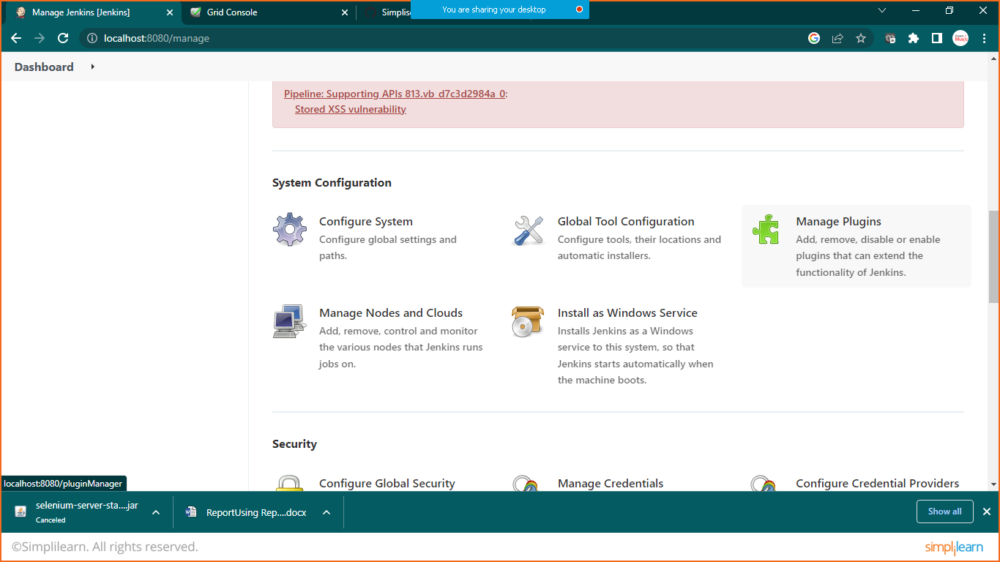 Manage Jenkins [Jenkins]
Grid Console
Simplis
You are sharing your desktop
localhost:8080/manage
Dashboard
Pipeline: Supporting APIs 813.vb_d7c3d2984a_0:
Stored XSS vulnerability
System Configuration
Configure System
Configure global settings and
paths.
Global Tool Configuration
Configure tools, their locations and
automatic installers.
Manage Plugins
Add, remove, disable or enable
plugins that can extend the
functionality of Jenkins.
Manage Nodes and Clouds
Add, remove, control and monitor
the various nodes that Jenkins runs
jobs on.
Install as Windows Service
Installs Jenkins as a Windows
service to this system, so that
Jenkins starts automatically when
the machine boots.
Security
Configure Global Security
Manage Credentials
Configure Credential Providers
localhost:8080/pluginManager
selenium-server-sta....jar
Canceled
ReportUsing Rep....docx
Show all
©Simplilearn. All rights reserved.
simplilearn